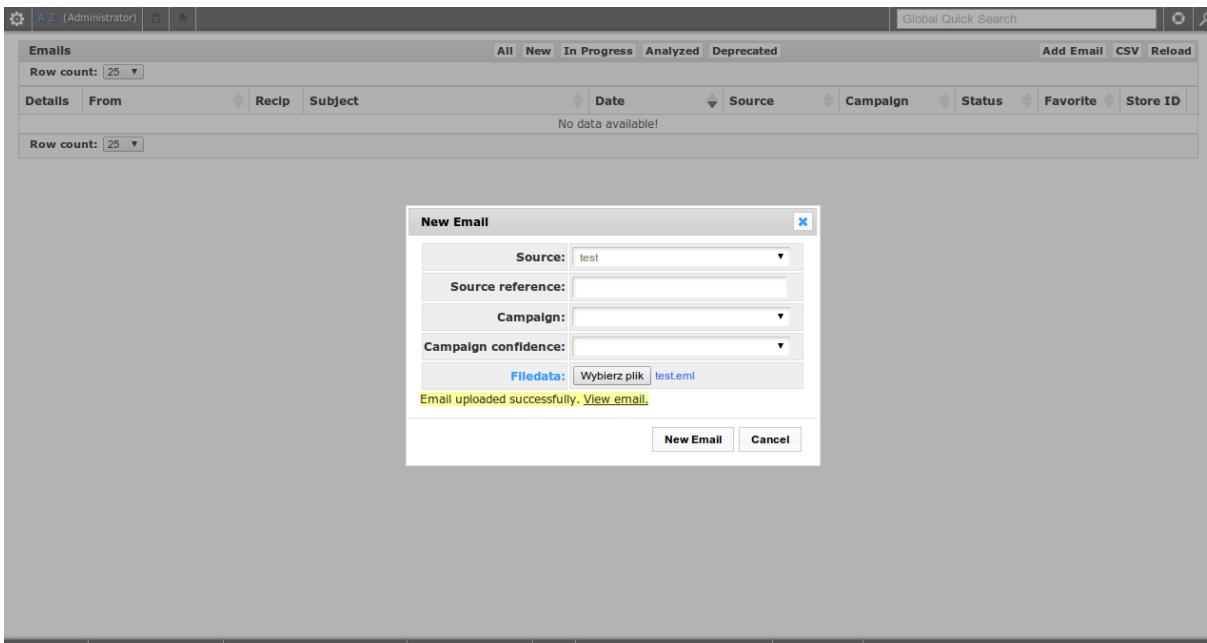 A Z (Administrator) Global Quick Search
Emails All New In Progress Analyzed Deprecated Add Email CSV Reload
Row count: 25
Details From Recip Subject Date Source Campaign Status Favorite Store ID
No data available!
Row count: 25
New Email
Source: test
Source reference:
Campaign:
Campaign confidence:
Filedata: Wybierz plik test.eml
Email uploaded successfully. View email.
New Email Cancel